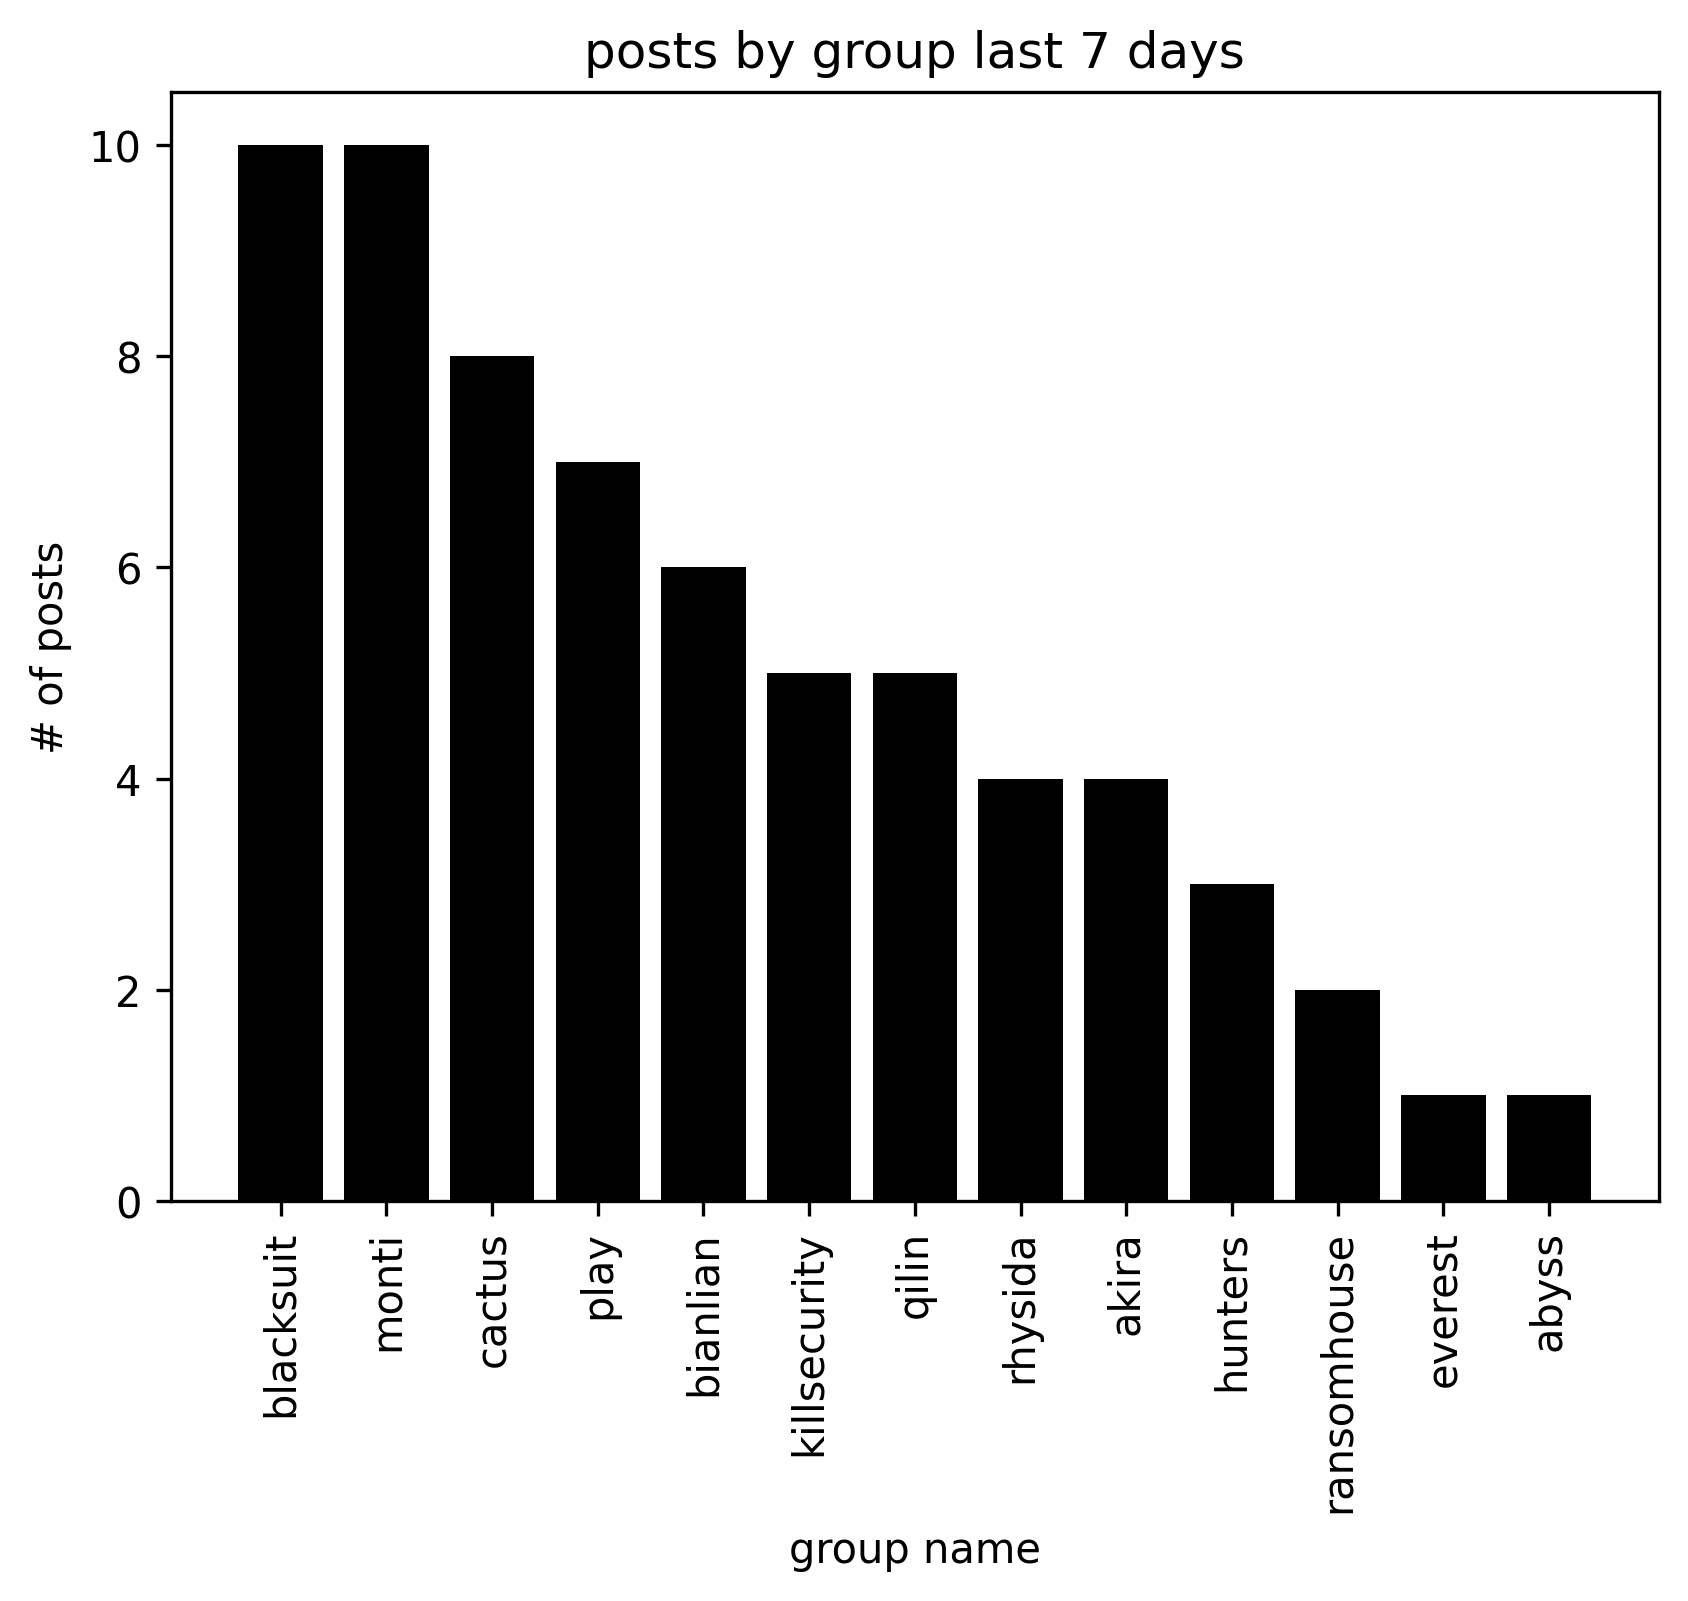 posts by group last 7 days
# of posts
10
8
6
4
2
0
blacksuit
monti
cactus
play
bianlian
killsecurity
qilin
rhysida
akira
hunters
ransomhouse
everest
abyss
group name